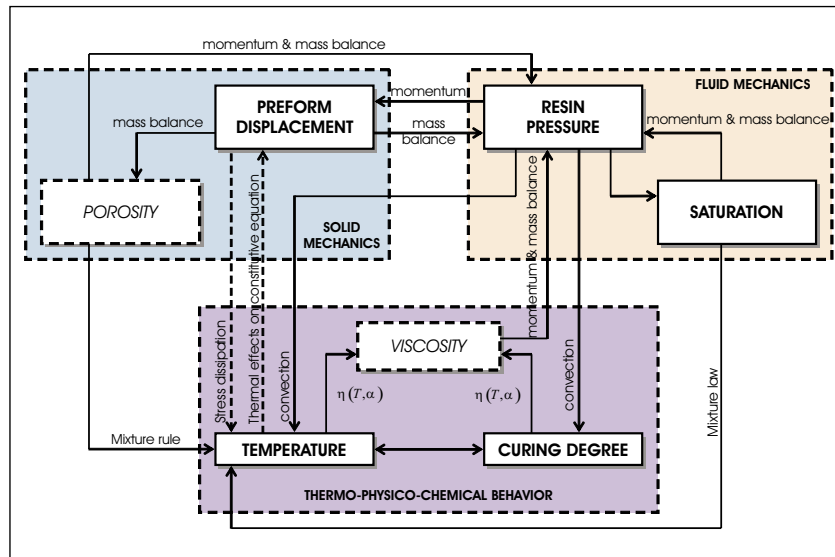 momentum & mass balance
FLUID MECHANICS
PREFORM
DISPLACEMENT
momentum
RESIN
PRESSURE
mass balance
mass
balance
momentum & mass balance
POROSITY
SOLID
MECHANICS
SATURATION
Stress dissipation
Thermal effects on constitutive equation
convection
momentum & mass balance
convection
Mixture law
VISCOSITY
η(T,α)
η(T,α)
Mixture rule
TEMPERATURE
CURING DEGREE
THERMO-PHYSICO-CHEMICAL BEHAVIOR